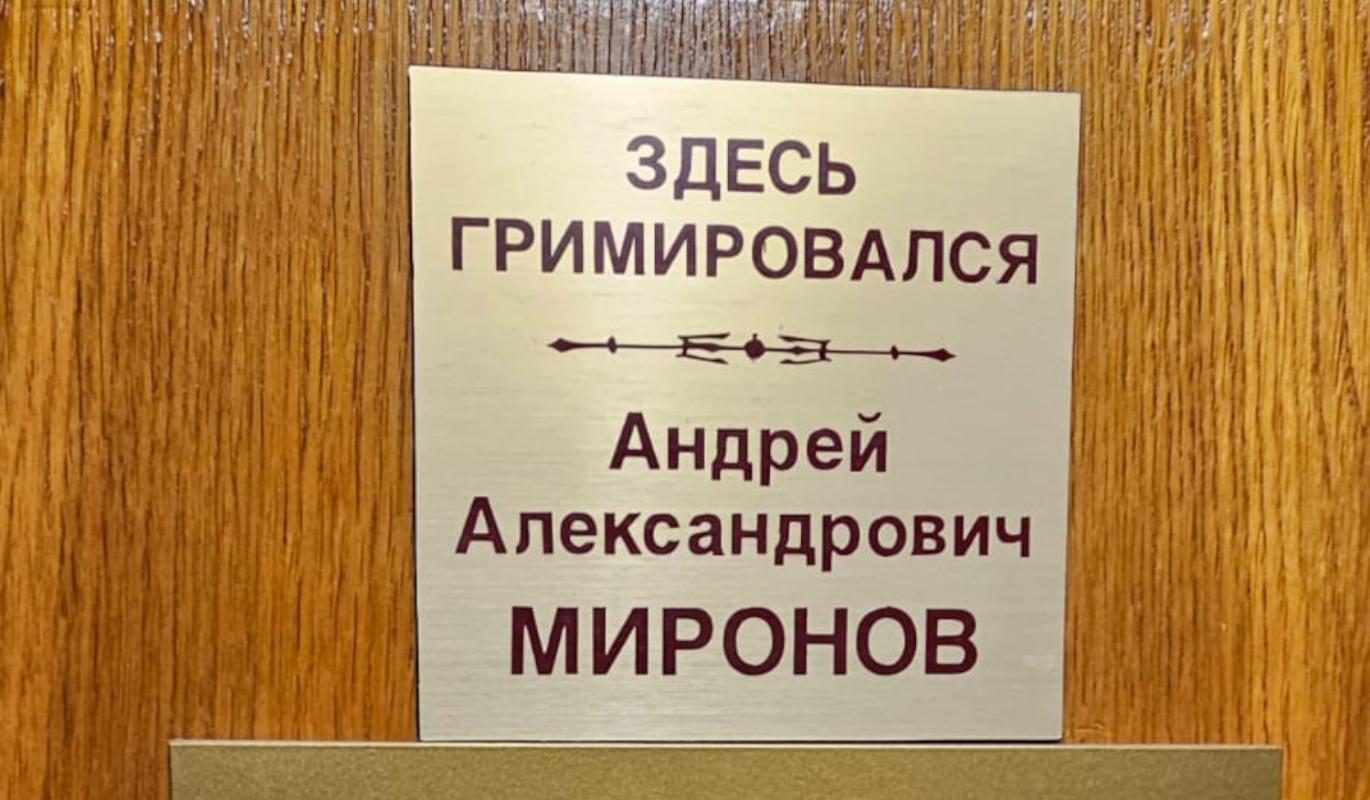 ЗДЕСЬ
ГРИМИРОВАЛСЯ
Андрей
Александрович
МИРОНОВ